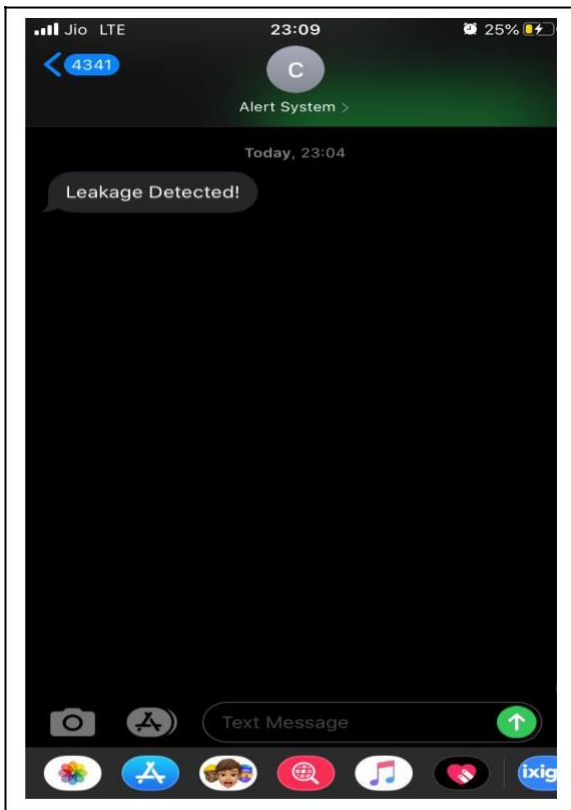 Jio LTE 23:09 25%
4341
C
Alert System >
Today, 23:04
Leakage Detected!
Text Message
ixig